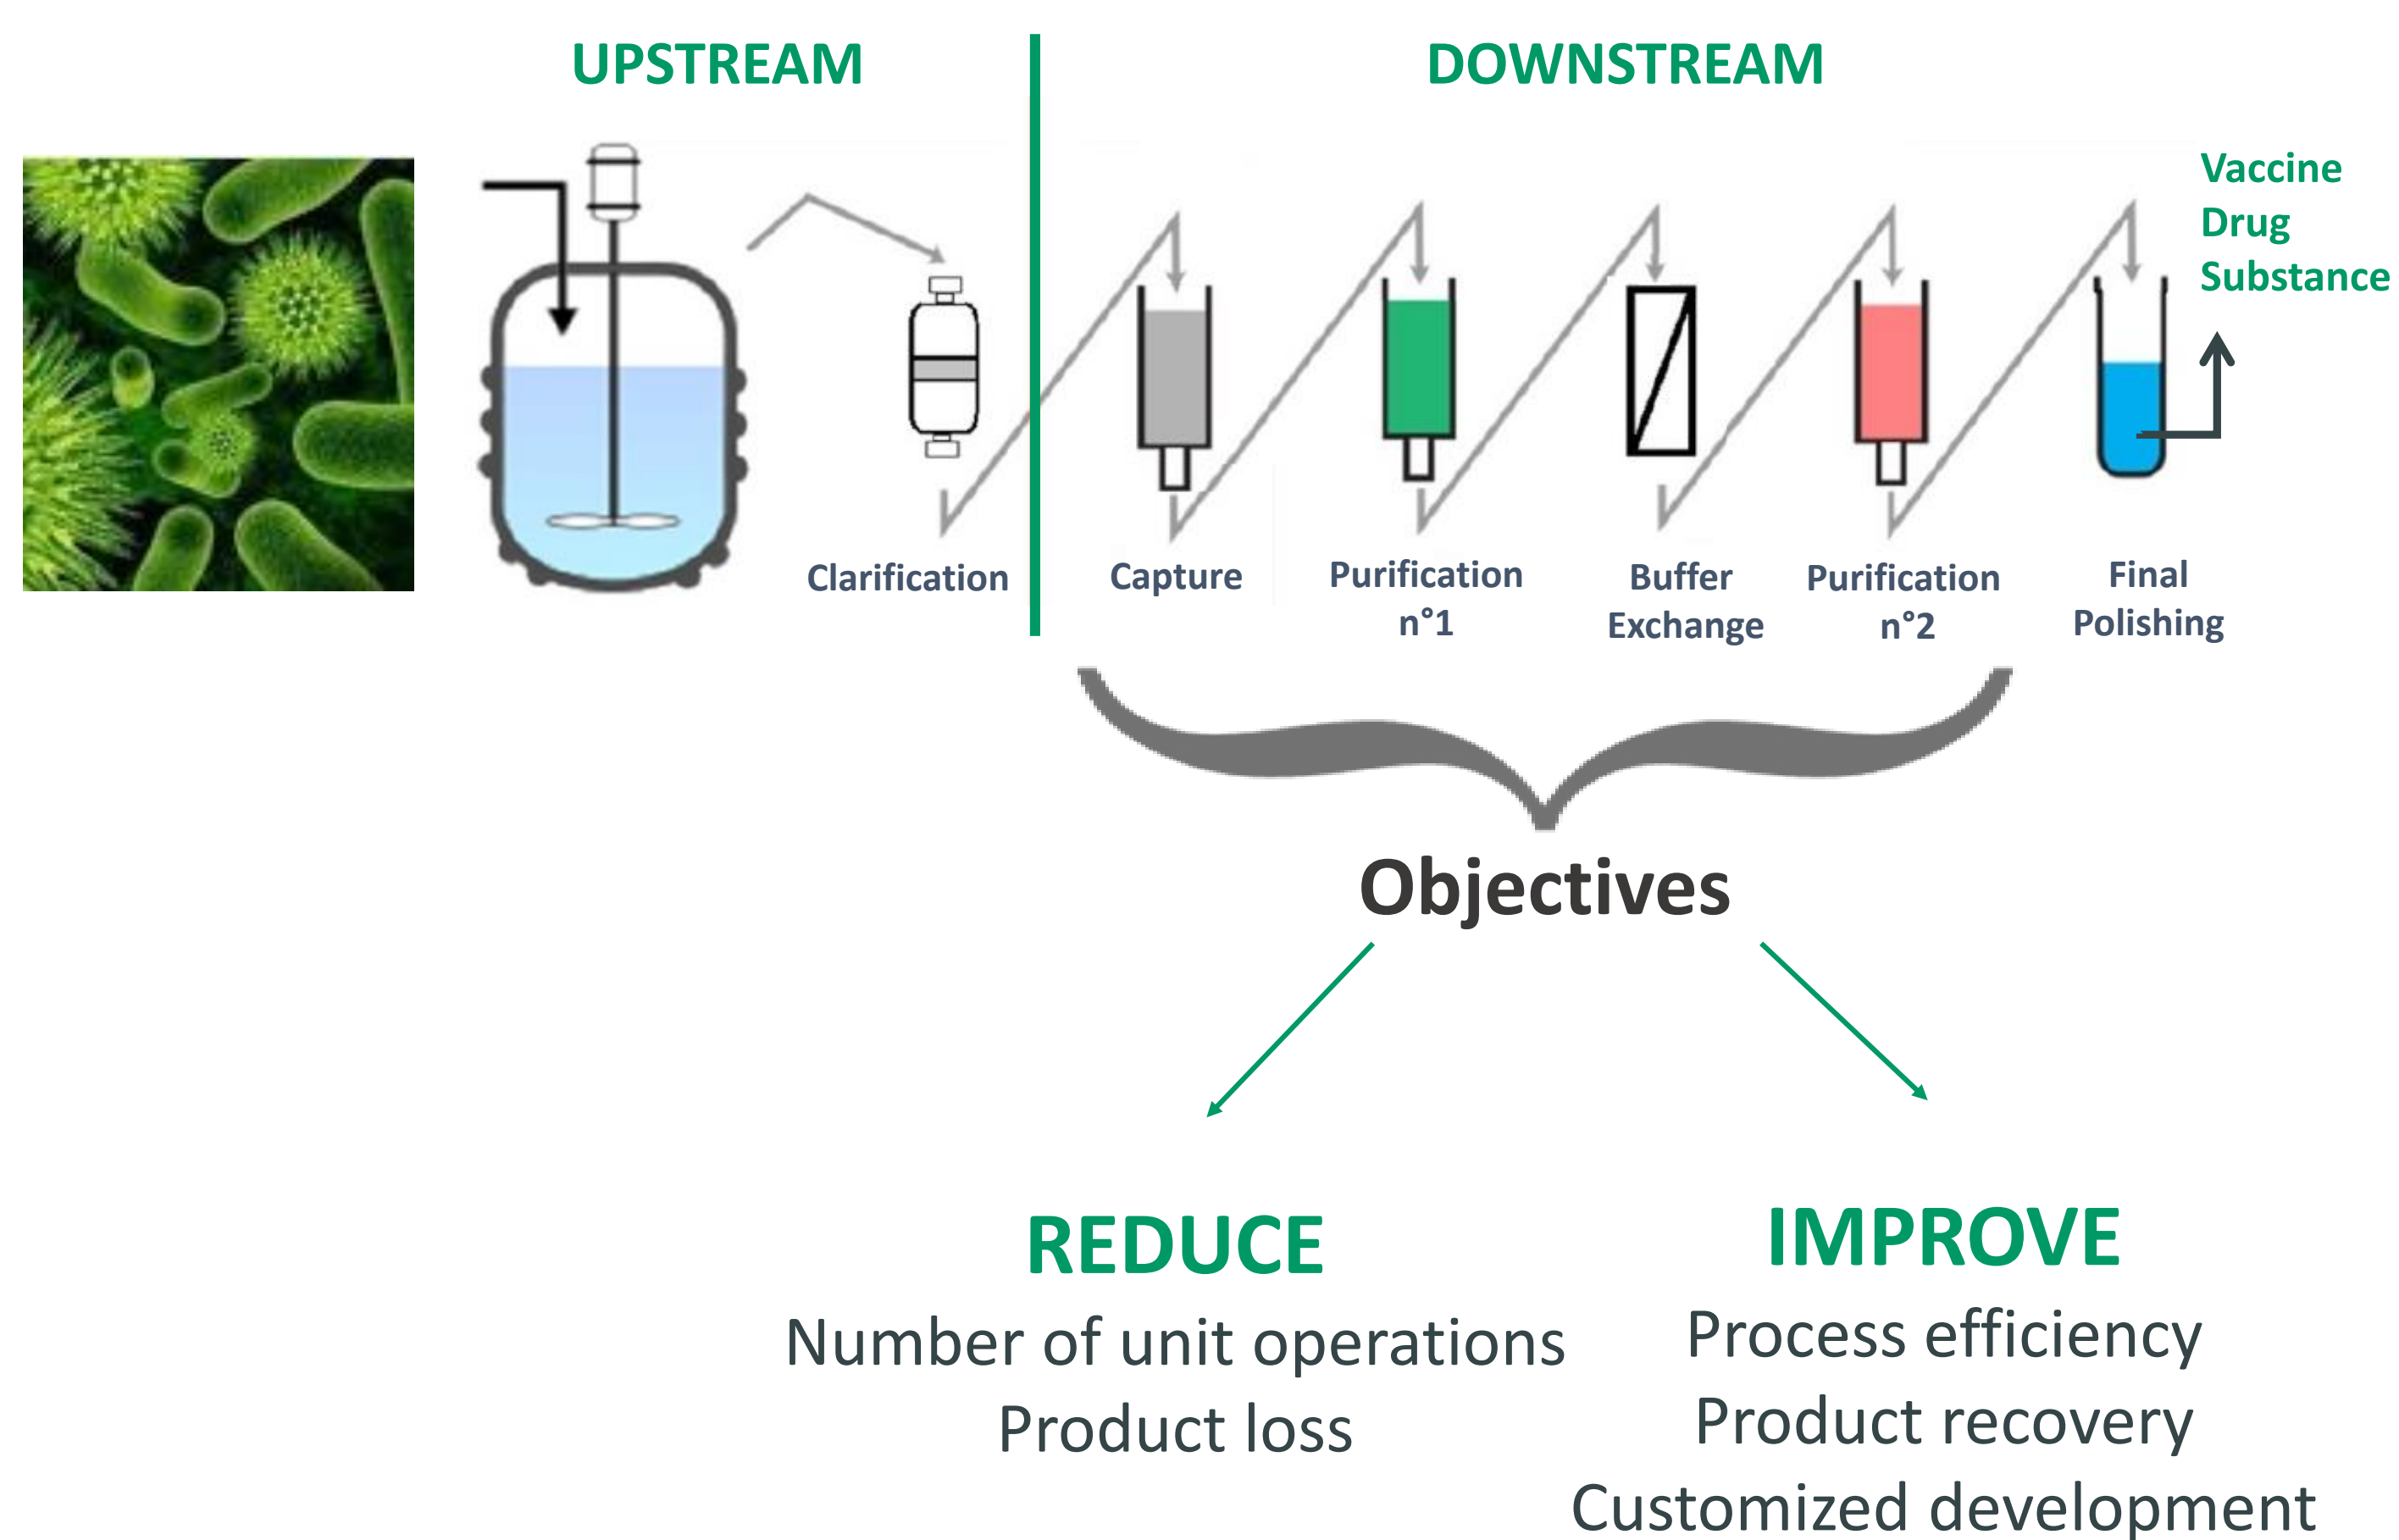 UPSTREAM
DOWNSTREAM
Vaccine
Drug
Substance
Clarification
Capture
Purification
n°1
Buffer
Exchange
Purification
n°2
Final
Polishing
Objectives
REDUCE
Number of unit operations
Product loss
IMPROVE
Process efficiency
Product recovery
Customized development